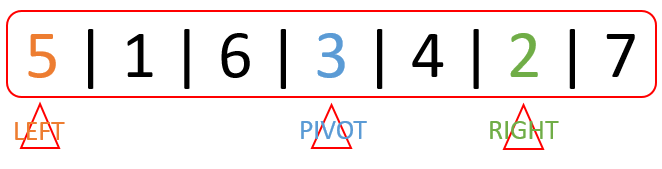 5 | 1 | 6 | 3 | 4 | 2 | 7
LEFT PIVOT RIGHT